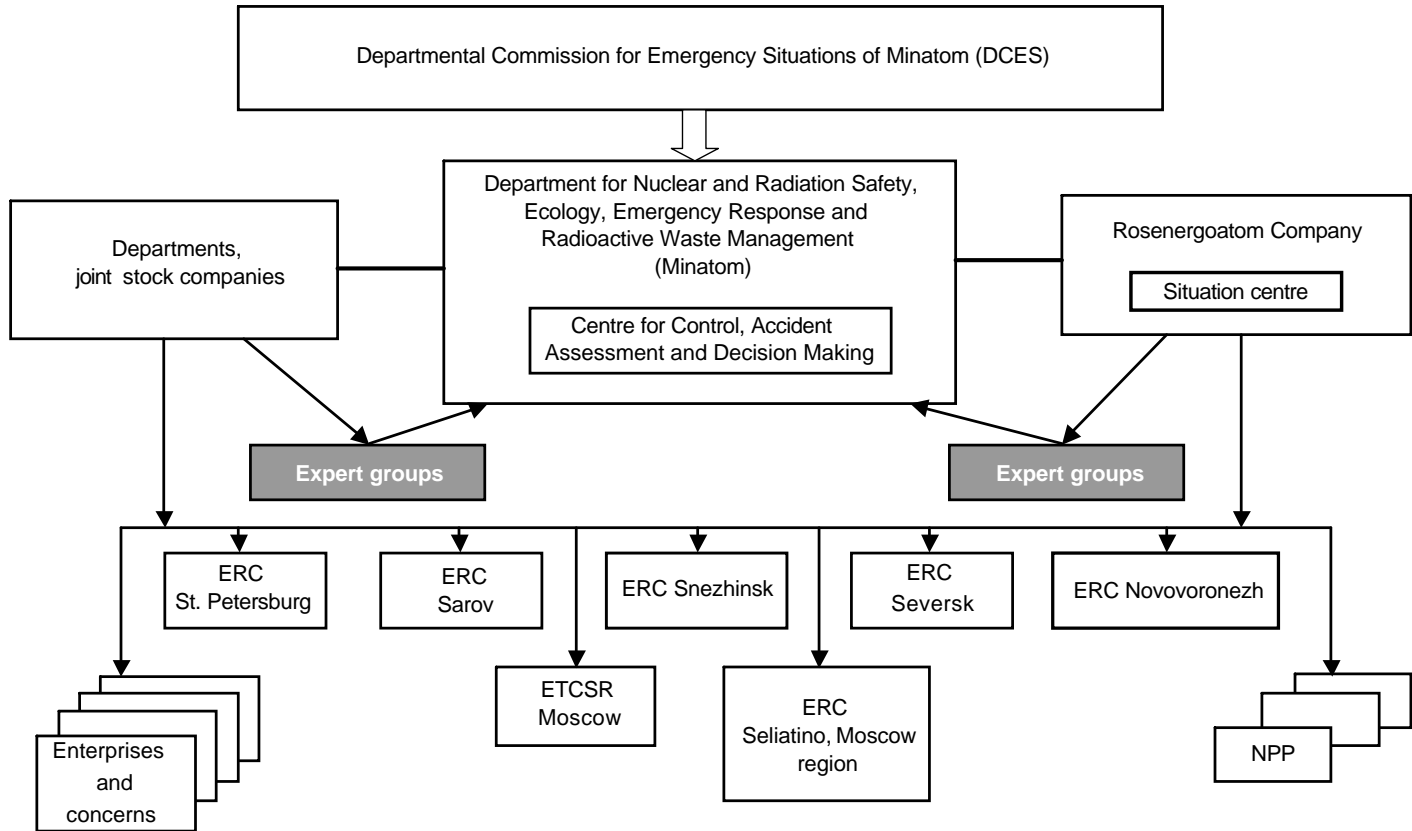 Departmental Commission for Emergency Situations of Minatom (DCES)
Department for Nuclear and Radiation Safety,
Ecology, Emergency Response and
Radioactive Waste Management
(Minatom)
Centre for Control, Accident
Assessment and Decision Making
Departments,
joint stock companies
Rosenergoatom Company
Situation centre
Expert groups
Expert groups
ERC
St. Petersburg
ERC
Sarov
ERC Snezhinsk
ERC
Seversk
ERC Novovoronezh
Enterprises
and
concerns
ETCSR
Moscow
ERC
Seliatino, Moscow
region
NPP